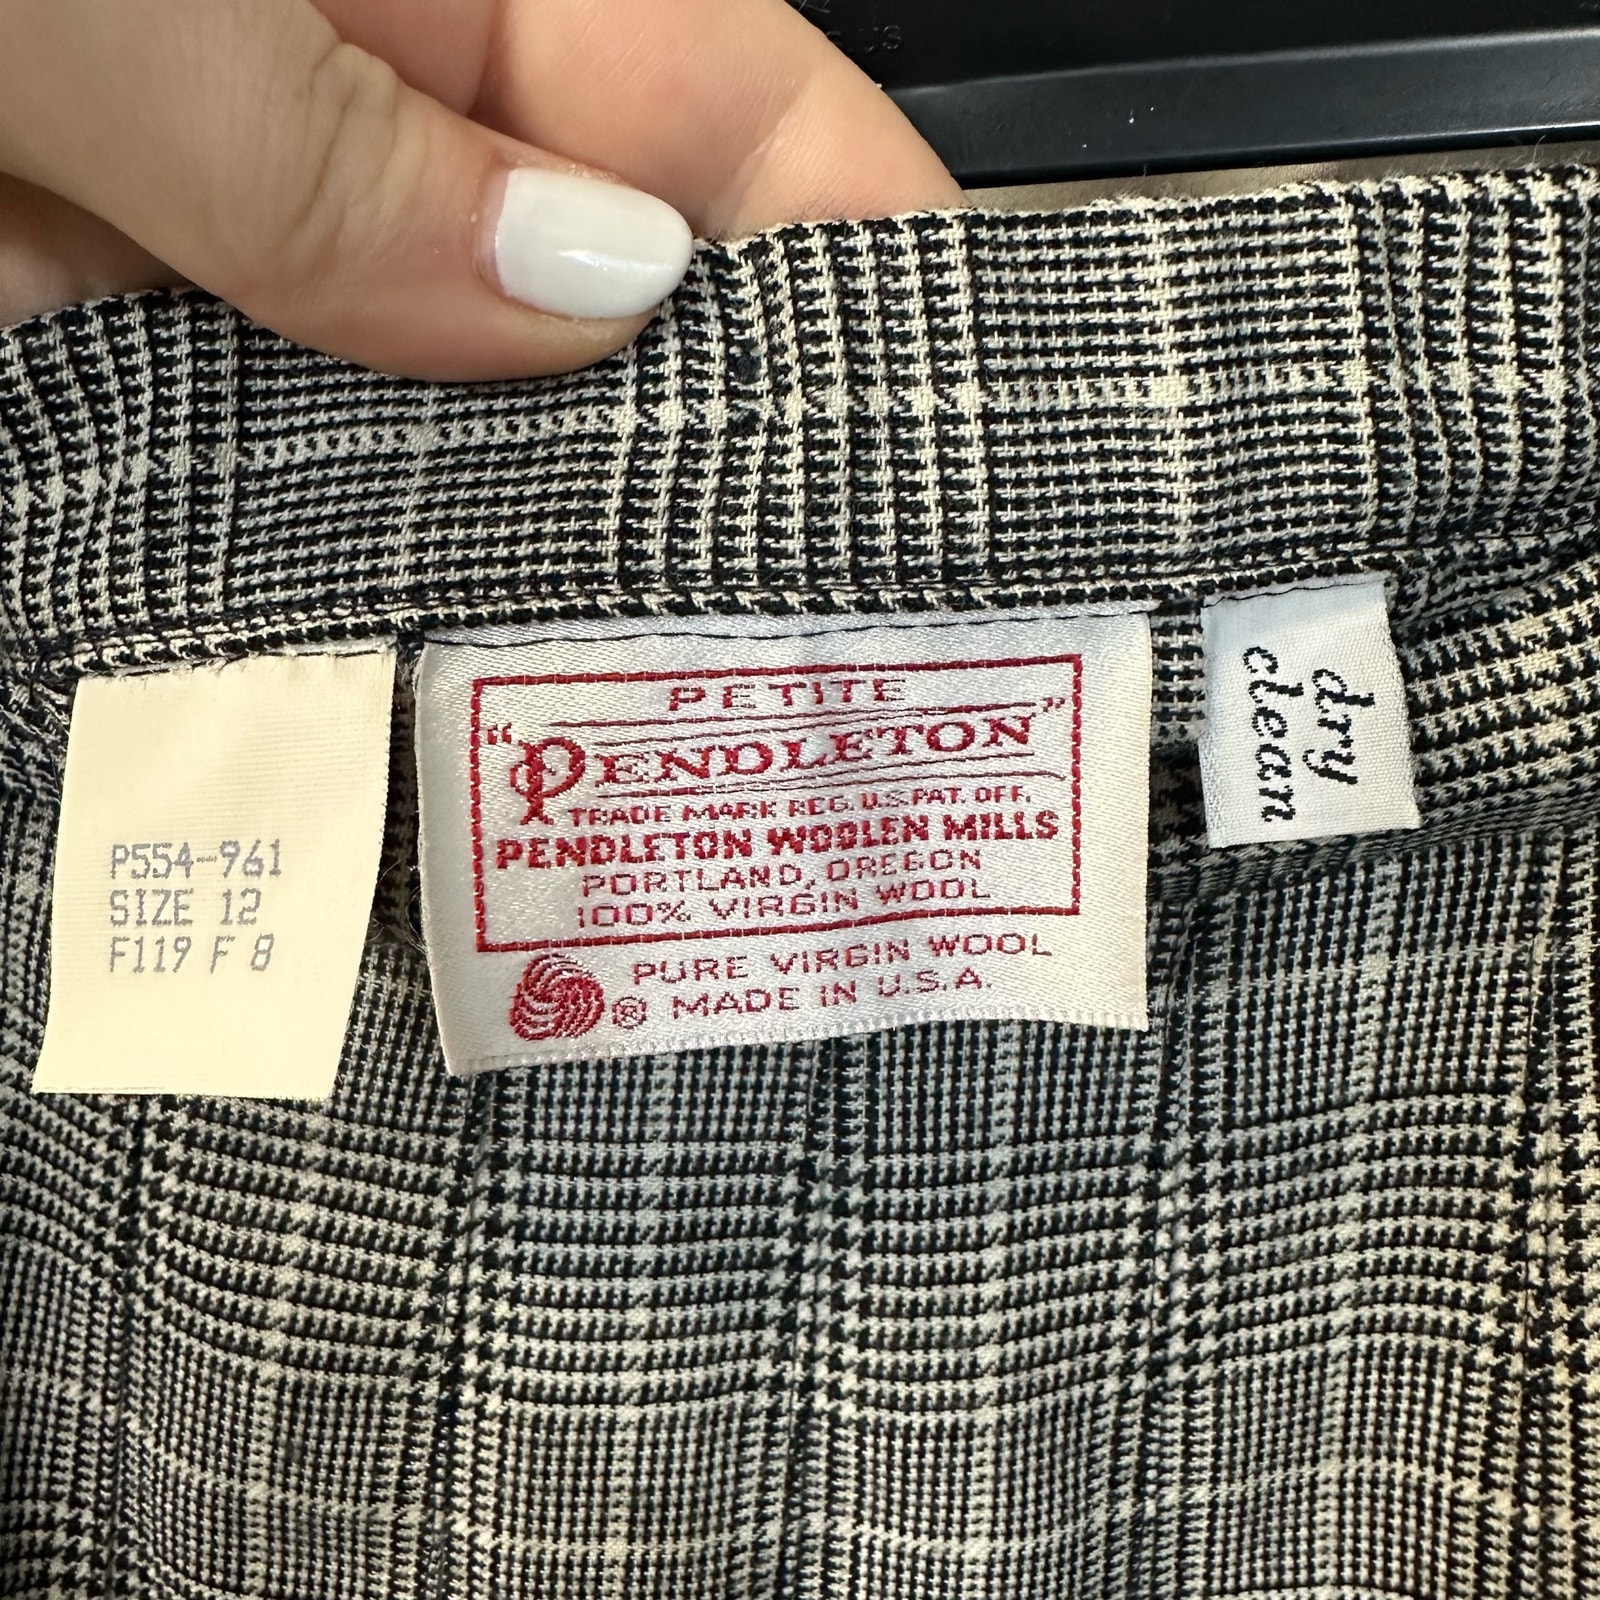 P554-961
SIZE 12
F119 F 8
PETITE
"PENDLETON"
TRADE MARK REG. U.S.PAT. OFF.
PENDLETON WOOLEN MILLS
PORTLAND, OREGON
100% VIRGIN WOOL
PURE VIRGIN WOOL
® MADE IN U.S.A.
dry
clean